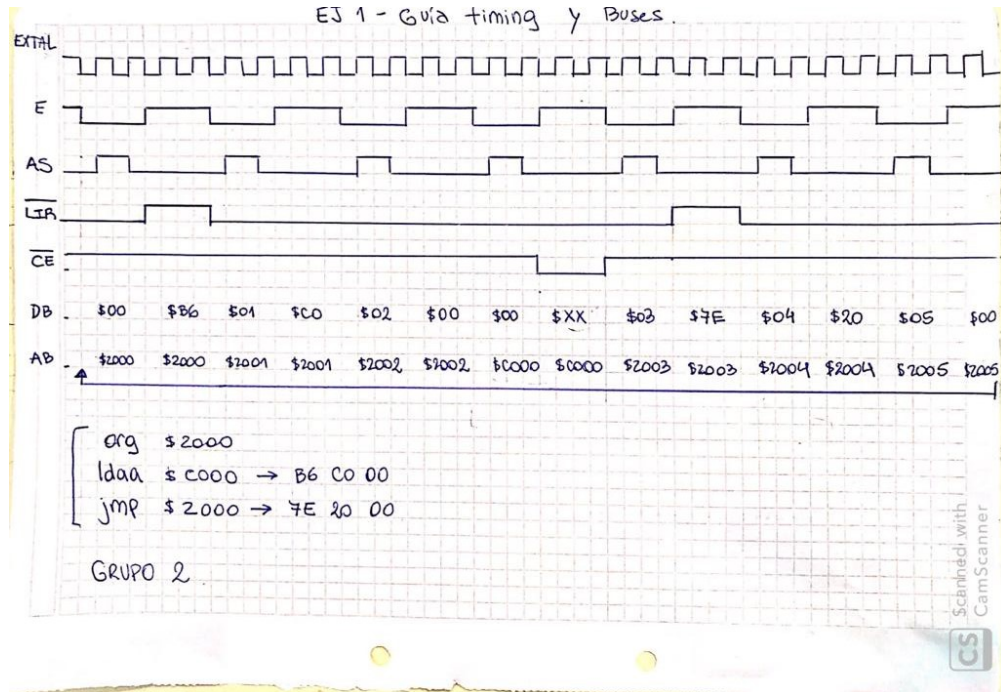 EJ 1 - Guía timing y Buses.
EXTAL
E
AS
LIR
CE
DB $00 $B6 $01 $C0 $02 $00 $00 $XX $03 $7E $04 $20 $05 $00
AB $2000 $2000 $2001 $2001 $2002 $2002 $C000 $C000 $2003 $2003 $2004 $2004 $2005 $2005
org $2000
ldaa $C000 → B6 C0 00
jmp $2000 → 7E 20 00
GRUPO 2
Scanned with
CamScanner
CS